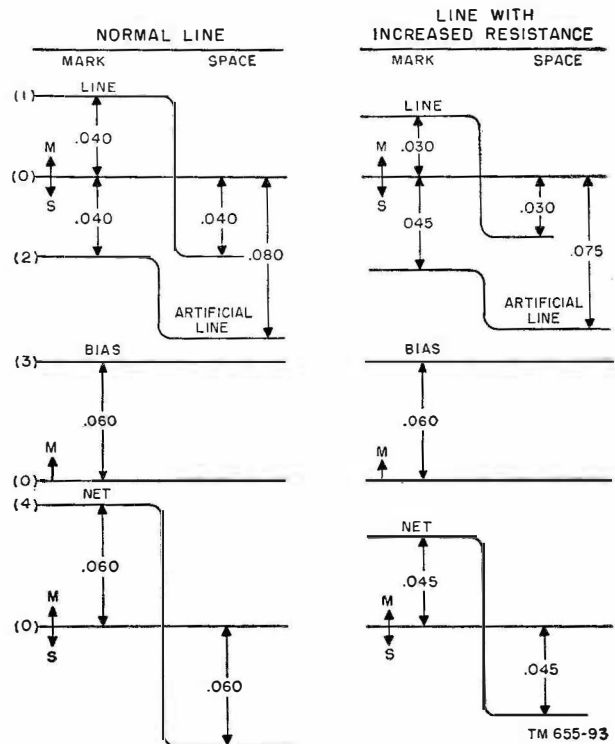 NORMAL LINE
MARK SPACE
(1) LINE
.040
M
(0)
S
.040 .040 .080
(2)
ARTIFICIAL
LINE
(3) BIAS
.060
M
(0)
(4) NET
.060
M
(0)
S
.060
LINE WITH
INCREASED RESISTANCE
MARK SPACE
LINE
M .030
S
.045 .030 .075
ARTIFICIAL
LINE
BIAS
.060
M
NET
.045
M
S
.045
TM 655-93